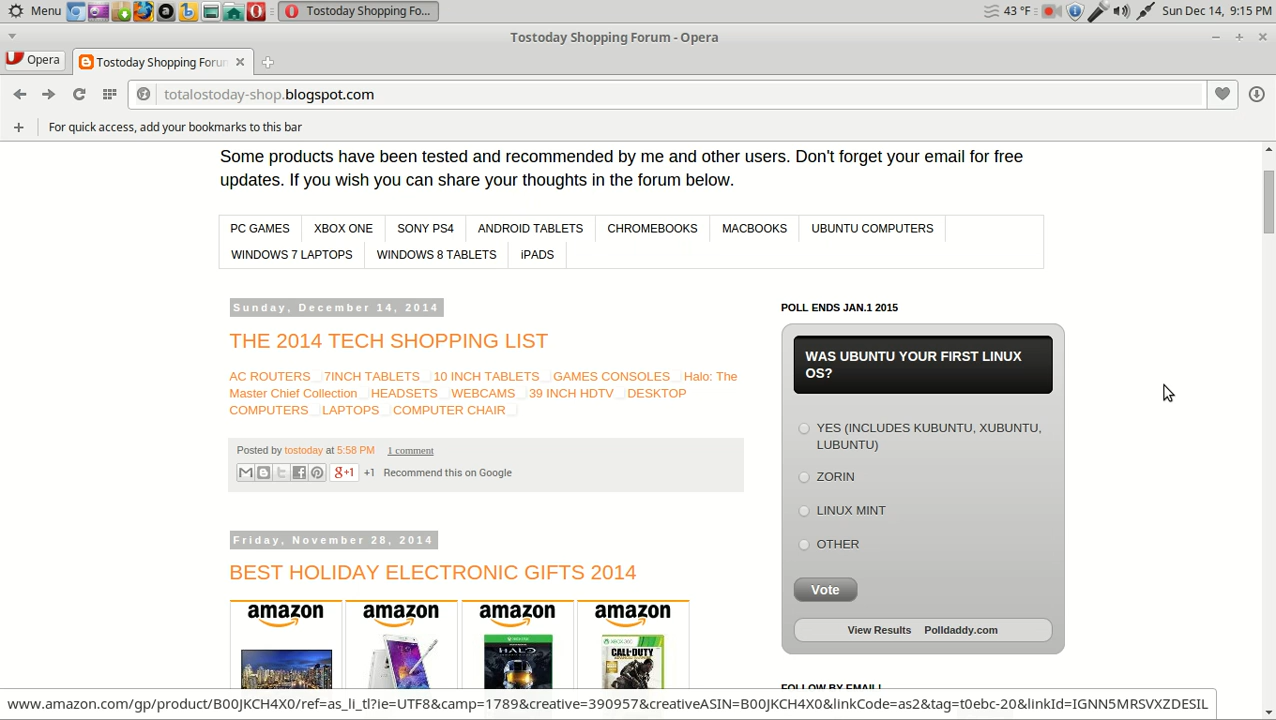 Menu Tostoday Shopping Fo... 43 °F Sun Dec 14, 9:15 PM
Tostoday Shopping Forum - Opera
Opera Tostoday Shopping Forum
totalostoday-shop.blogspot.com
For quick access, add your bookmarks to this bar
Some products have been tested and recommended by me and other users. Don't forget your email for free
updates. If you wish you can share your thoughts in the forum below.
PC GAMES XBOX ONE SONY PS4 ANDROID TABLETS CHROMEBOOKS MACBOOKS UBUNTU COMPUTERS
WINDOWS 7 LAPTOPS WINDOWS 8 TABLETS iPADS
Sunday, December 14, 2014
THE 2014 TECH SHOPPING LIST
AC ROUTERS 7INCH TABLETS 10 INCH TABLETS GAMES CONSOLES Halo: The
Master Chief Collection HEADSETS WEBCAMS 39 INCH HDTV DESKTOP
COMPUTERS LAPTOPS COMPUTER CHAIR
Posted by tostoday at 5:58 PM 1 comment
g+1 +1 Recommend this on Google
Friday, November 28, 2014
BEST HOLIDAY ELECTRONIC GIFTS 2014
amazon amazon amazon amazon
HALO CALL DUTY
POLL ENDS JAN.1 2015
WAS UBUNTU YOUR FIRST LINUX
OS?
YES (INCLUDES KUBUNTU, XUBUNTU,
LUBUNTU)
ZORIN
LINUX MINT
OTHER
Vote
View Results Polldaddy.com
FOLLOW BY EMAIL!
www.amazon.com/gp/product/B00JKCH4X0/ref=as_li_tl?ie=UTF8&camp=1789&creative=390957&creativeASIN=B00JKCH4X0&linkCode=as2&tag=t0ebc-20&linkId=IGNN5MRSVXZDESIL